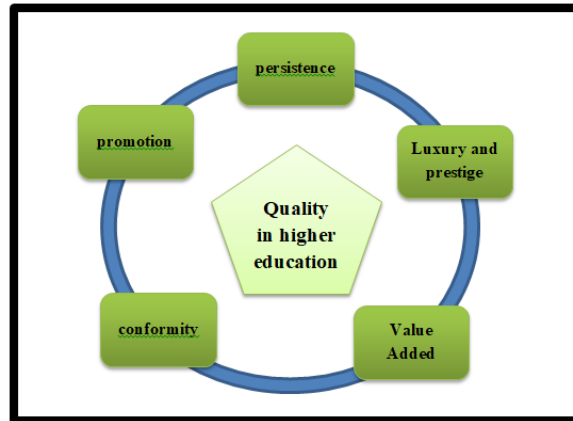 persistence
Luxury and
prestige
promotion
Quality
in higher
education
conformity
Value
Added